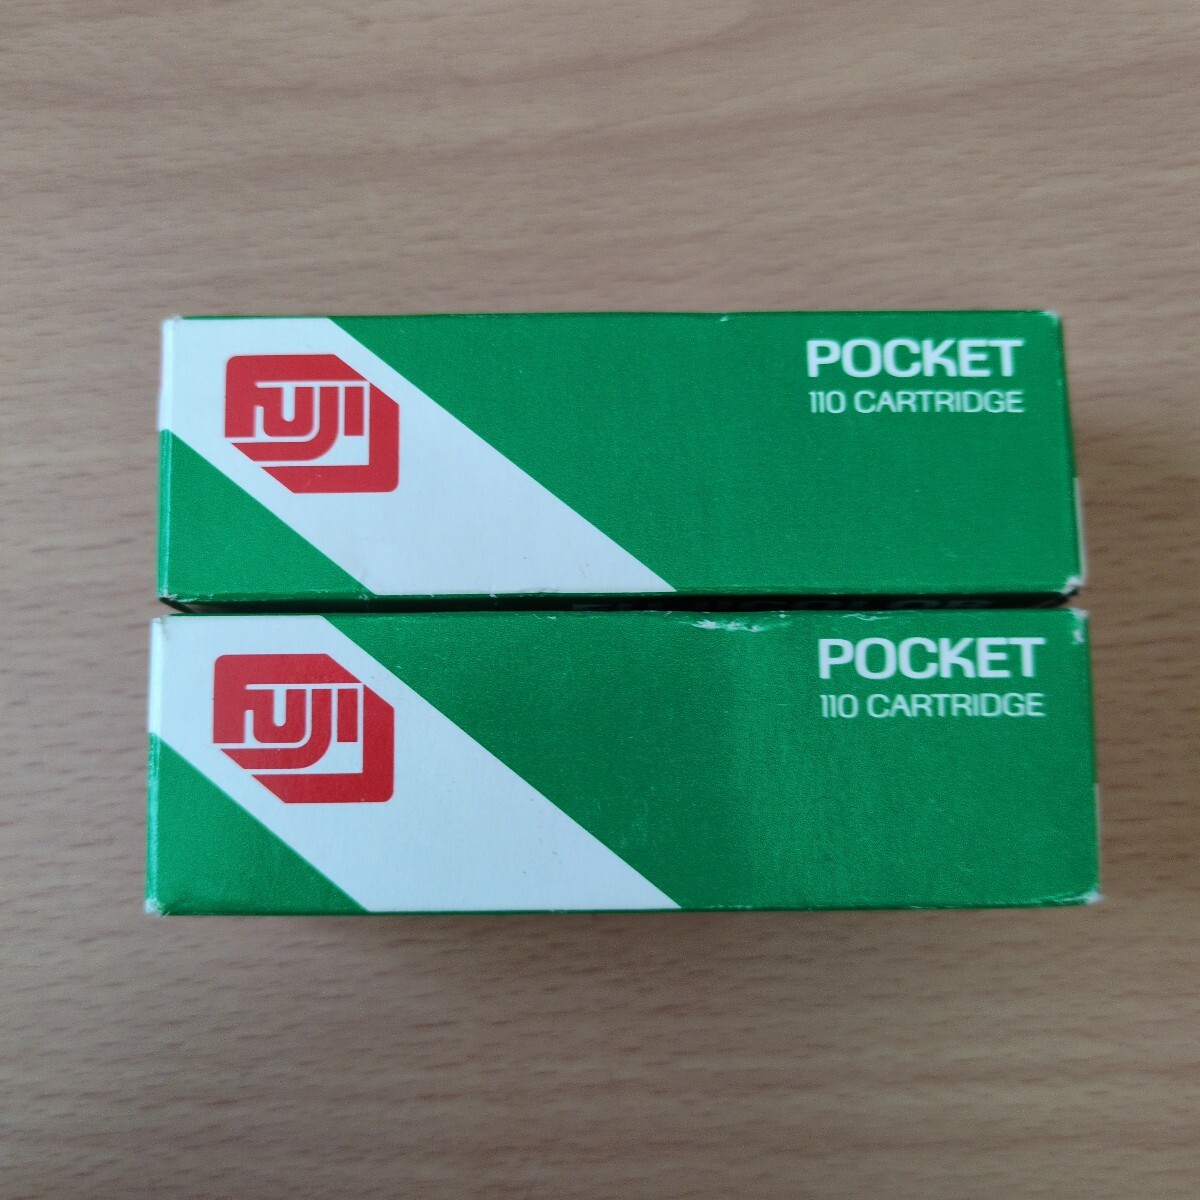 FUJI
POCKET
110 CARTRIDGE
FUJI
POCKET
110 CARTRIDGE